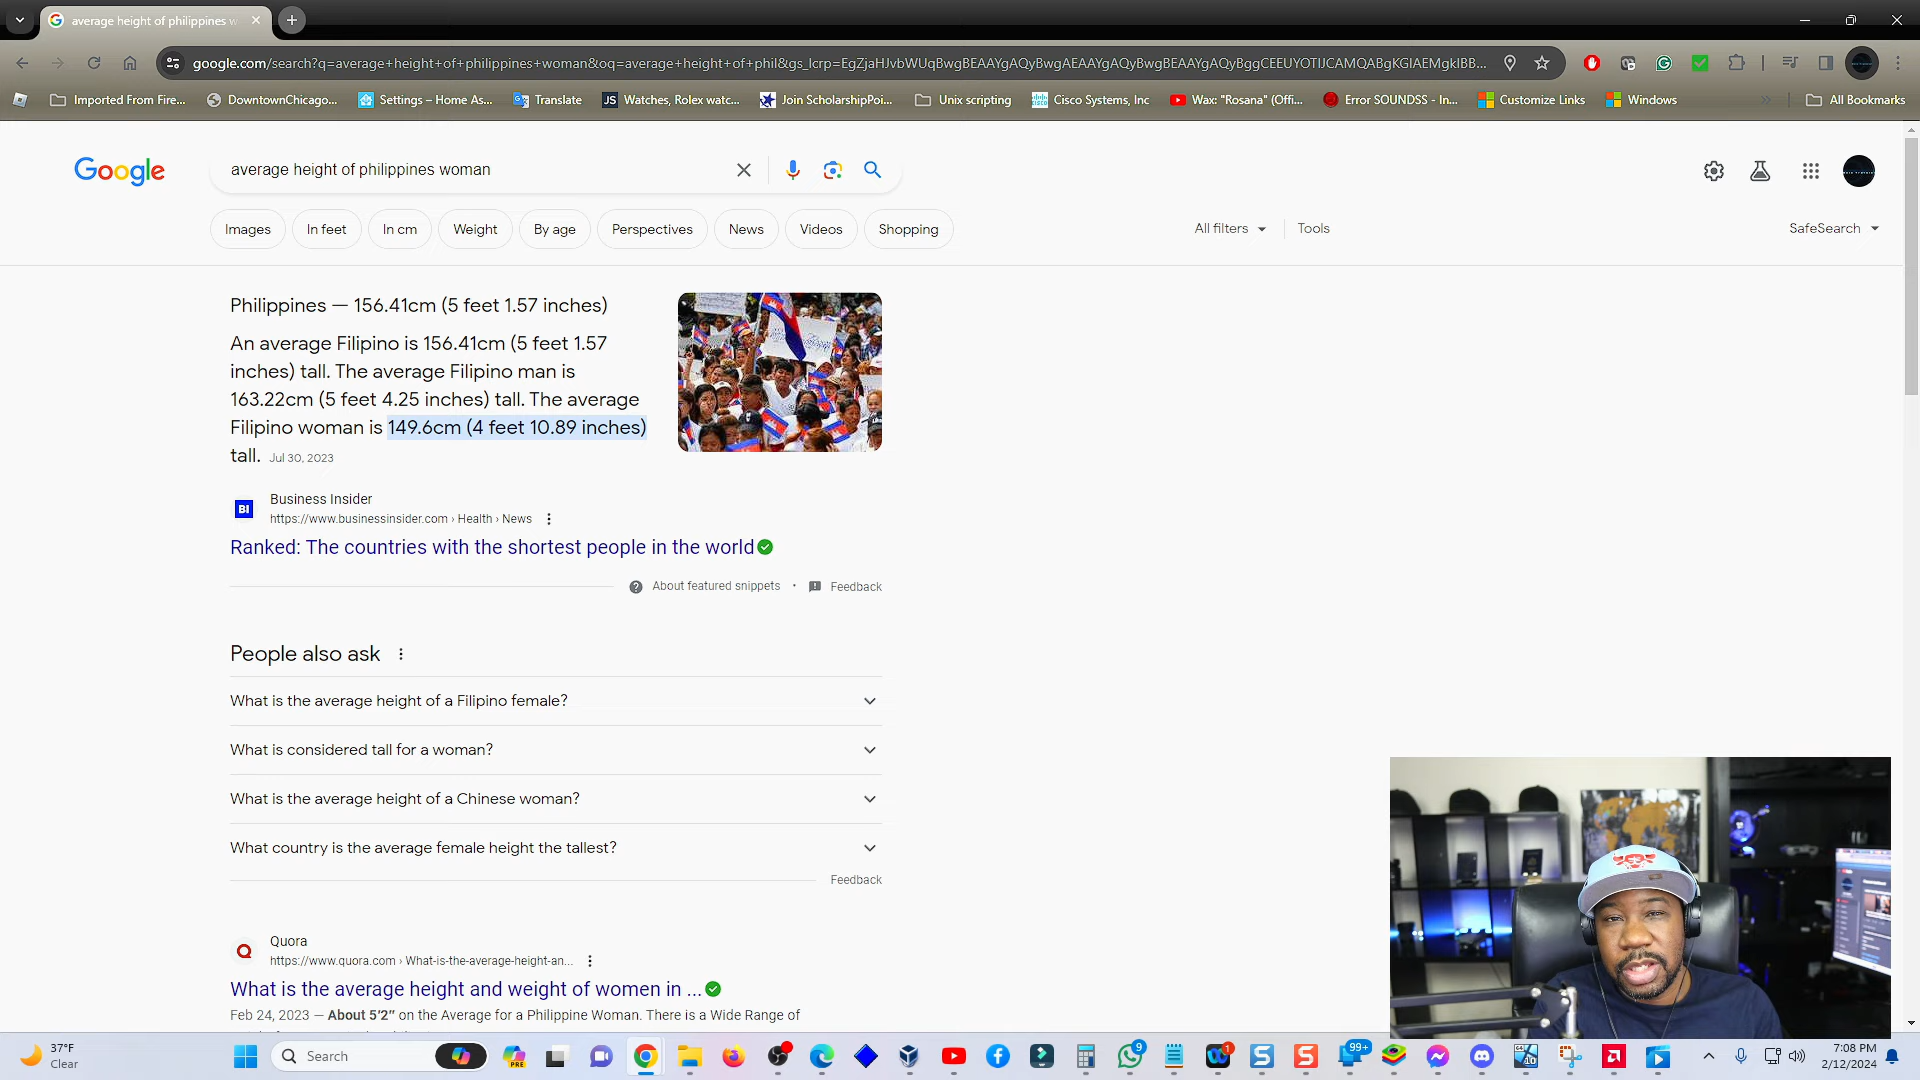 average height of philippines w
google.com/search?q=average+height+of+philippines+woman&oq=average+height+of+phil&gs_lcrp=EgZjaHJvbWUqBwgBEAAYgAQyBwgAEAAYgAQyBwgBEAAYgAQyBggCEEUYOTIJCAMQABgKGIAEMgkIBB...
Imported From Fire...
DowntownChicago...
Settings – Home As...
Translate
JS
Watches, Rolex watc...
Join ScholarshipPoi...
Unix scripting
Cisco Systems, Inc
Wax: "Rosana" (Offi...
Error SOUNDSS - In...
Customize Links
Windows
All Bookmarks
Google
average height of philippines woman
Images
In feet
In cm
Weight
By age
Perspectives
News
Videos
Shopping
All filters
Tools
SafeSearch
Philippines — 156.41cm (5 feet 1.57 inches)
An average Filipino is 156.41cm (5 feet 1.57
inches) tall. The average Filipino man is
163.22cm (5 feet 4.25 inches) tall. The average
Filipino woman is 149.6cm (4 feet 10.89 inches)
tall. Jul 30, 2023
BI
Business Insider
https://www.businessinsider.com › Health › News
Ranked: The countries with the shortest people in the world
About featured snippets
Feedback
People also ask
What is the average height of a Filipino female?
What is considered tall for a woman?
What is the average height of a Chinese woman?
What country is the average female height the tallest?
Feedback
Quora
https://www.quora.com › What-is-the-average-height-an...
What is the average height and weight of women in ...
Feb 24, 2023 — About 5'2" on the Average for a Philippine Woman. There is a Wide Range of
37°F
Clear
Search
PRE
9
1
99+
7:08 PM
2/12/2024